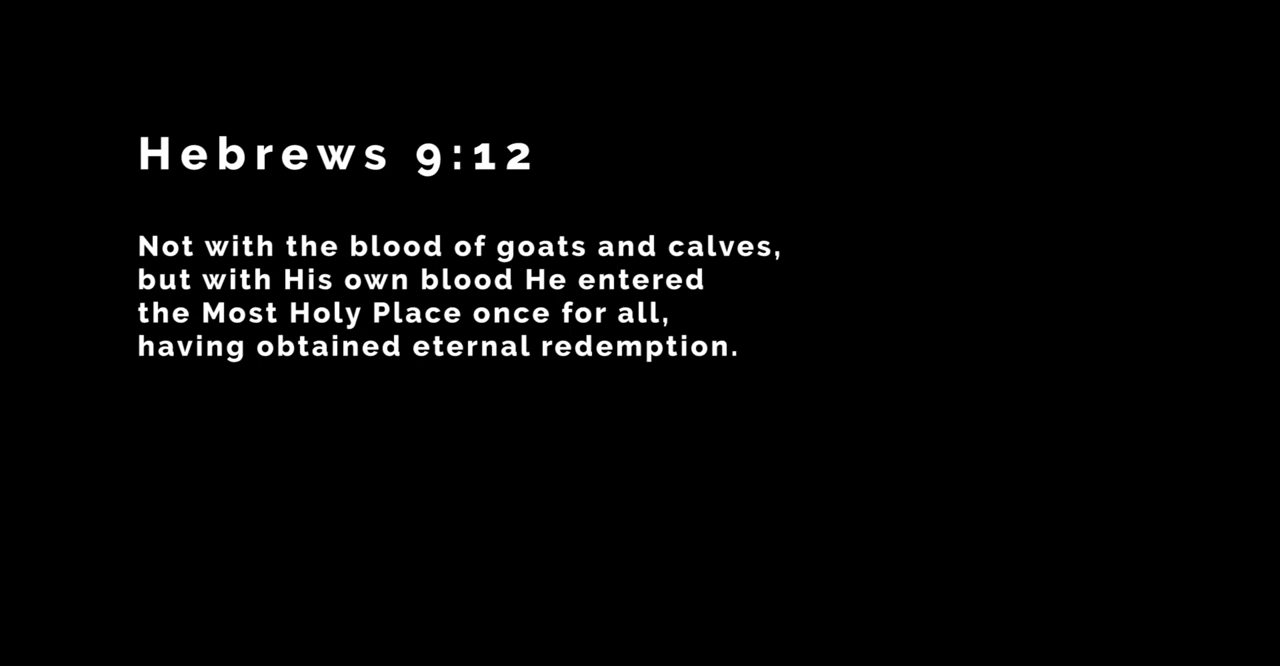 Hebrews 9:12
Not with the blood of goats and calves,
but with His own blood He entered
the Most Holy Place once for all,
having obtained eternal redemption.